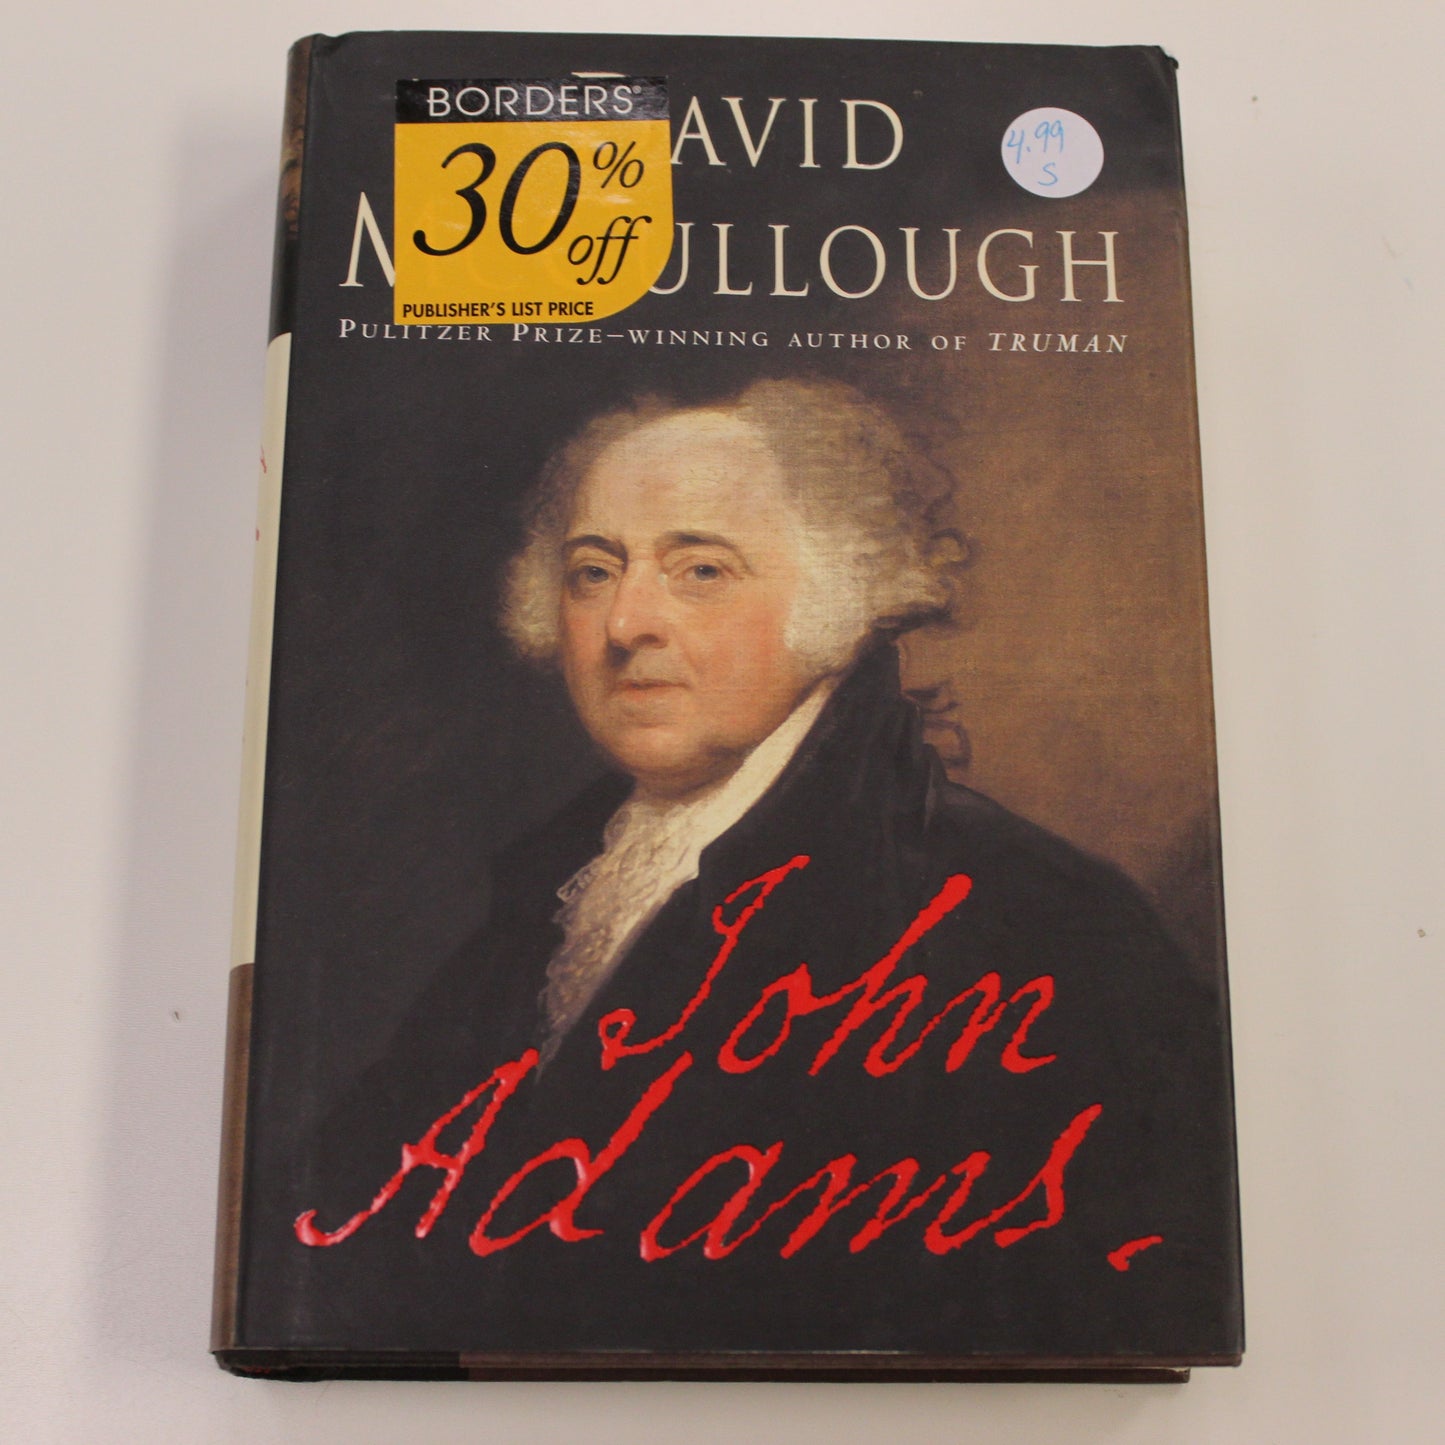 BORDERS®
30% off
PUBLISHER'S LIST PRICE
4.99
S
AVID
M ULLOUGH
PULITZER PRIZE–WINNING AUTHOR OF TRUMAN
John
Adams.